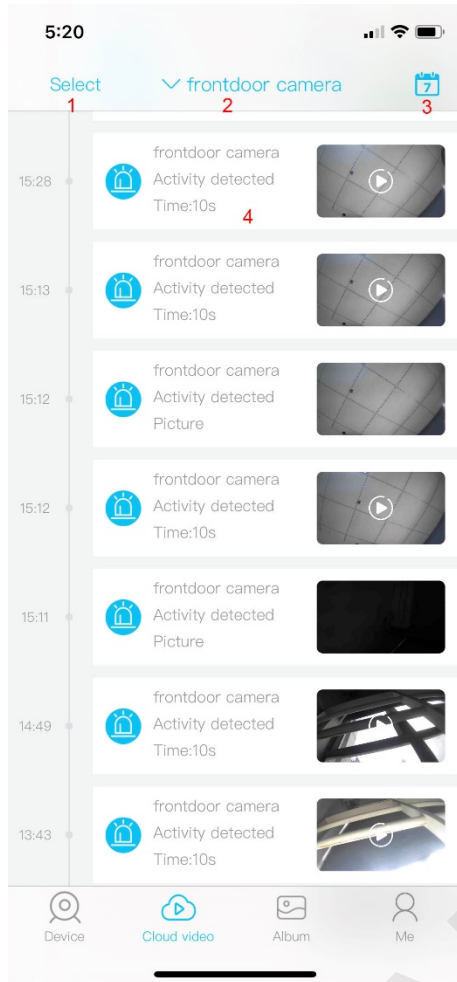 5:20
Select
frontdoor camera
7
1
2
3
15:28
frontdoor camera
Activity detected
Time:10s
4
15:13
frontdoor camera
Activity detected
Time:10s
15:12
frontdoor camera
Activity detected
Picture
15:12
frontdoor camera
Activity detected
Time:10s
15:11
frontdoor camera
Activity detected
Picture
14:49
frontdoor camera
Activity detected
Time:10s
13:43
frontdoor camera
Activity detected
Time:10s
Device
Cloud video
Album
Me